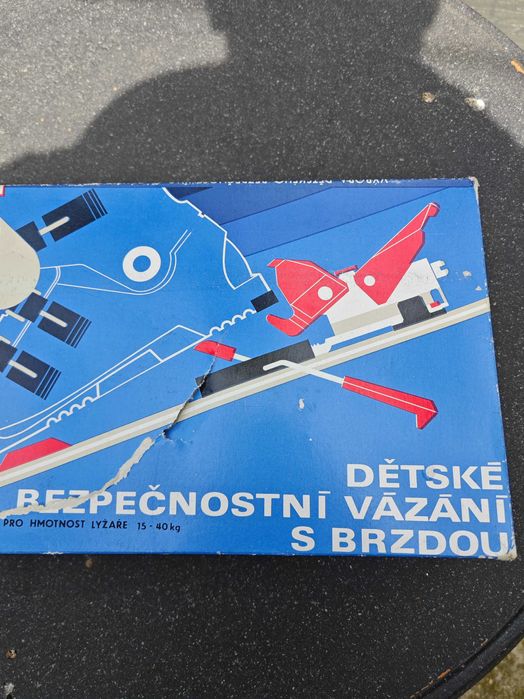 DĚTSKÉ
BEZPEČNOSTNÍ VÁZÁNÍ
PRO HMOTNOST LYŽAŘE 15 - 40 kg
S BRZDOU